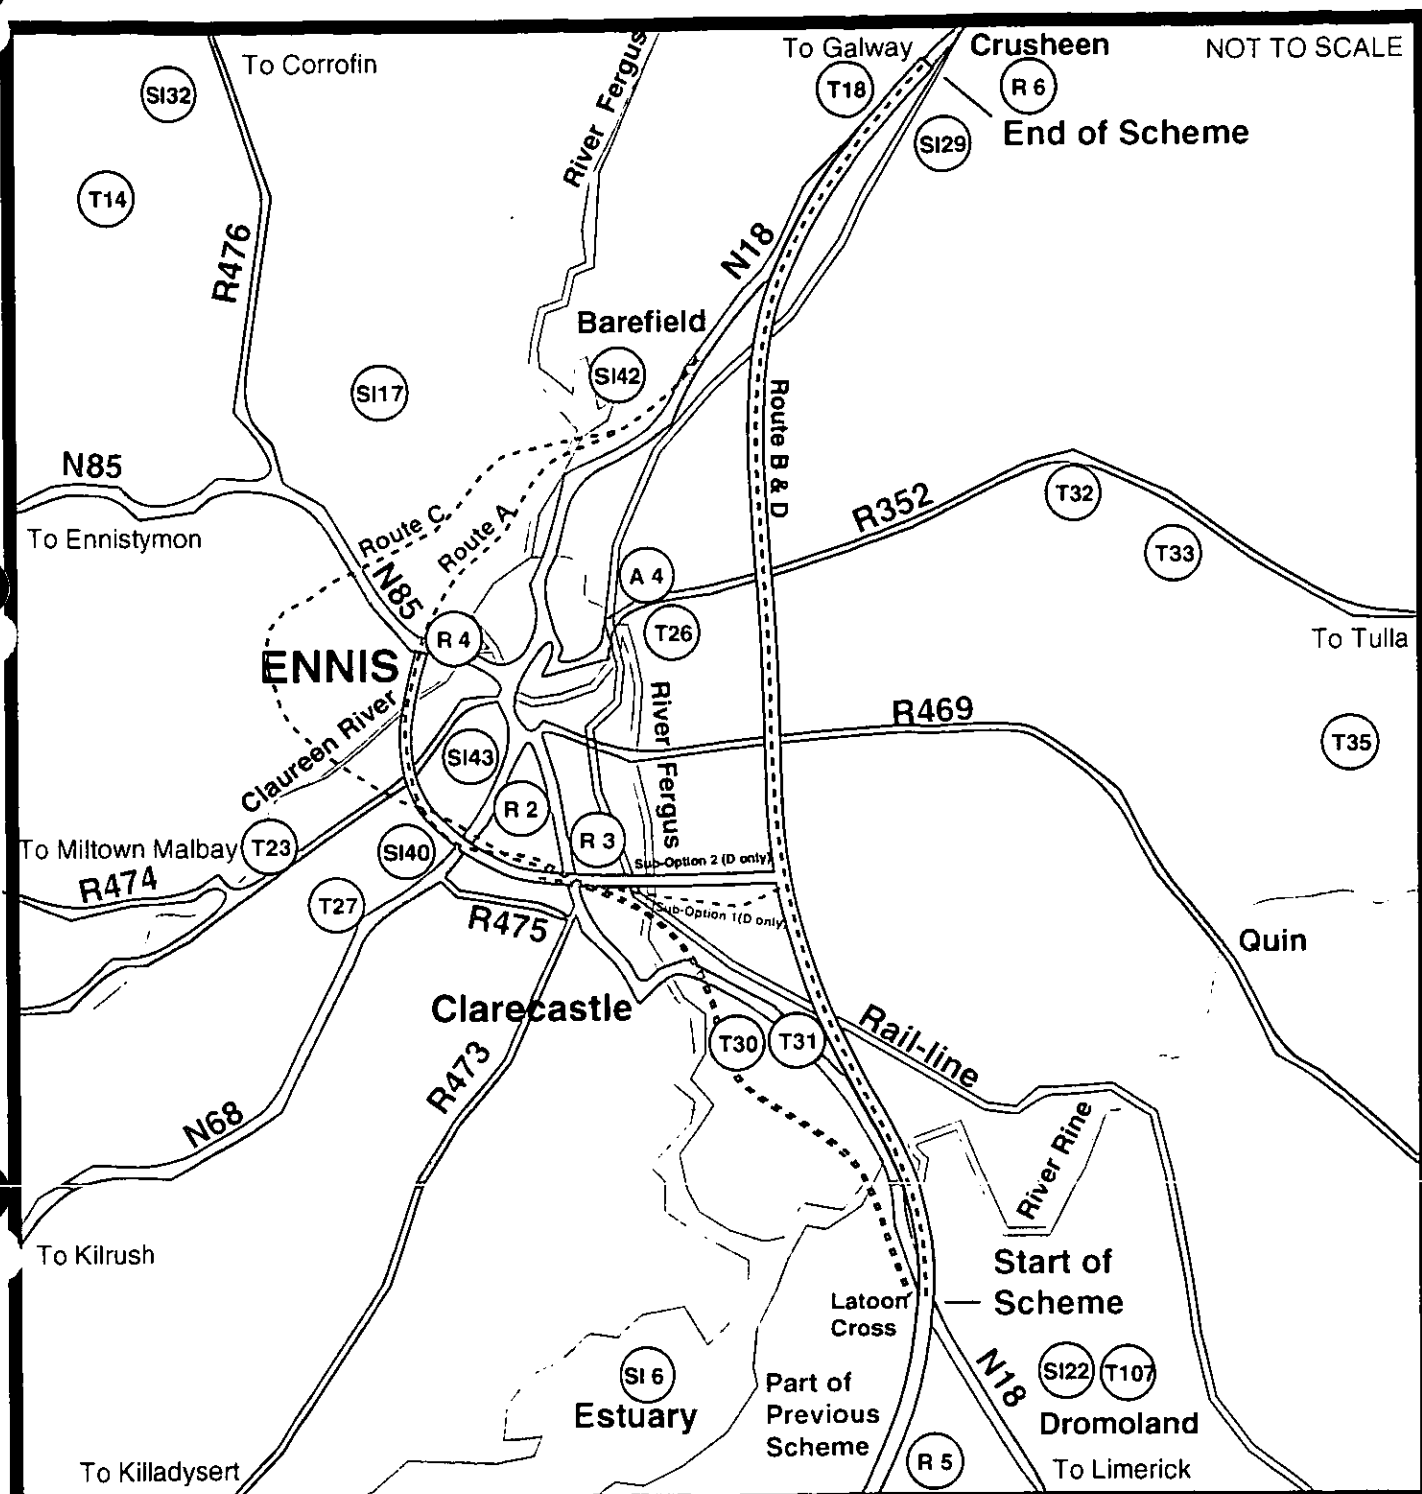 To Corrofin
River Fergus
To Galway
Crusheen
NOT TO SCALE
SI32
T18
R 6
End of Scheme
SI29
T14
R476
N18
Barefield
SI42
SI17
Route B & D
N85
To Ennistymon
Route C
Route A
R352
T32
T33
N85
A 4
R 4
T26
To Tulla
ENNIS
River Fergus
R469
T35
Claureen River
SI43
R 2
R 3
To Miltown Malbay
T23
SI40
Sub-Option 2 (D only)
R474
T27
R475
Sub-Option 1(D only)
Quin
Clarecastle
T30
T31
Rail-line
R473
N68
River Rine
To Kilrush
Start of
Scheme
Latoon
Cross
SI 6
Estuary
Part of
Previous
Scheme
N18
SI22
T107
Dromoland
R 5
To Killadysert
To Limerick